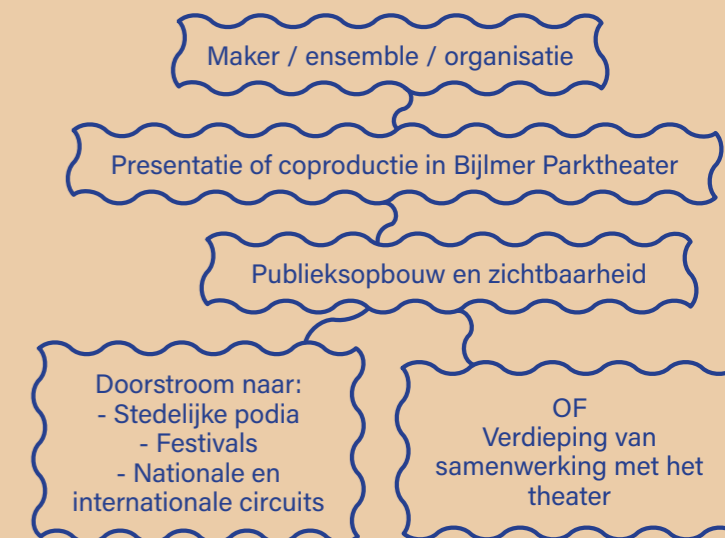 Maker / ensemble / organisatie
Presentatie of coproductie in Bijlmer Parktheater
Publieksopbouw en zichtbaarheid
Doorstroom naar:
- Stedelijke podia
- Festivals
- Nationale en
internationale circuits
OF
Verdieping van
samenwerking met het
theater